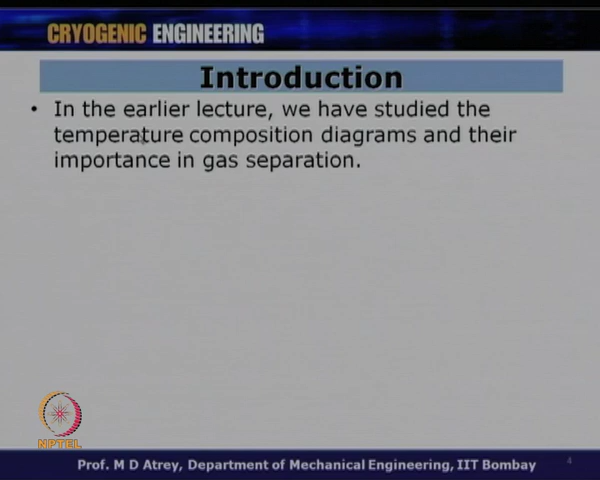 CRYOGENIC ENGINEERING
Introduction
• In the earlier lecture, we have studied the
temperature composition diagrams and their
importance in gas separation.
NPTEL
Prof. M D Atrey, Department of Mechanical Engineering, IIT Bombay
4